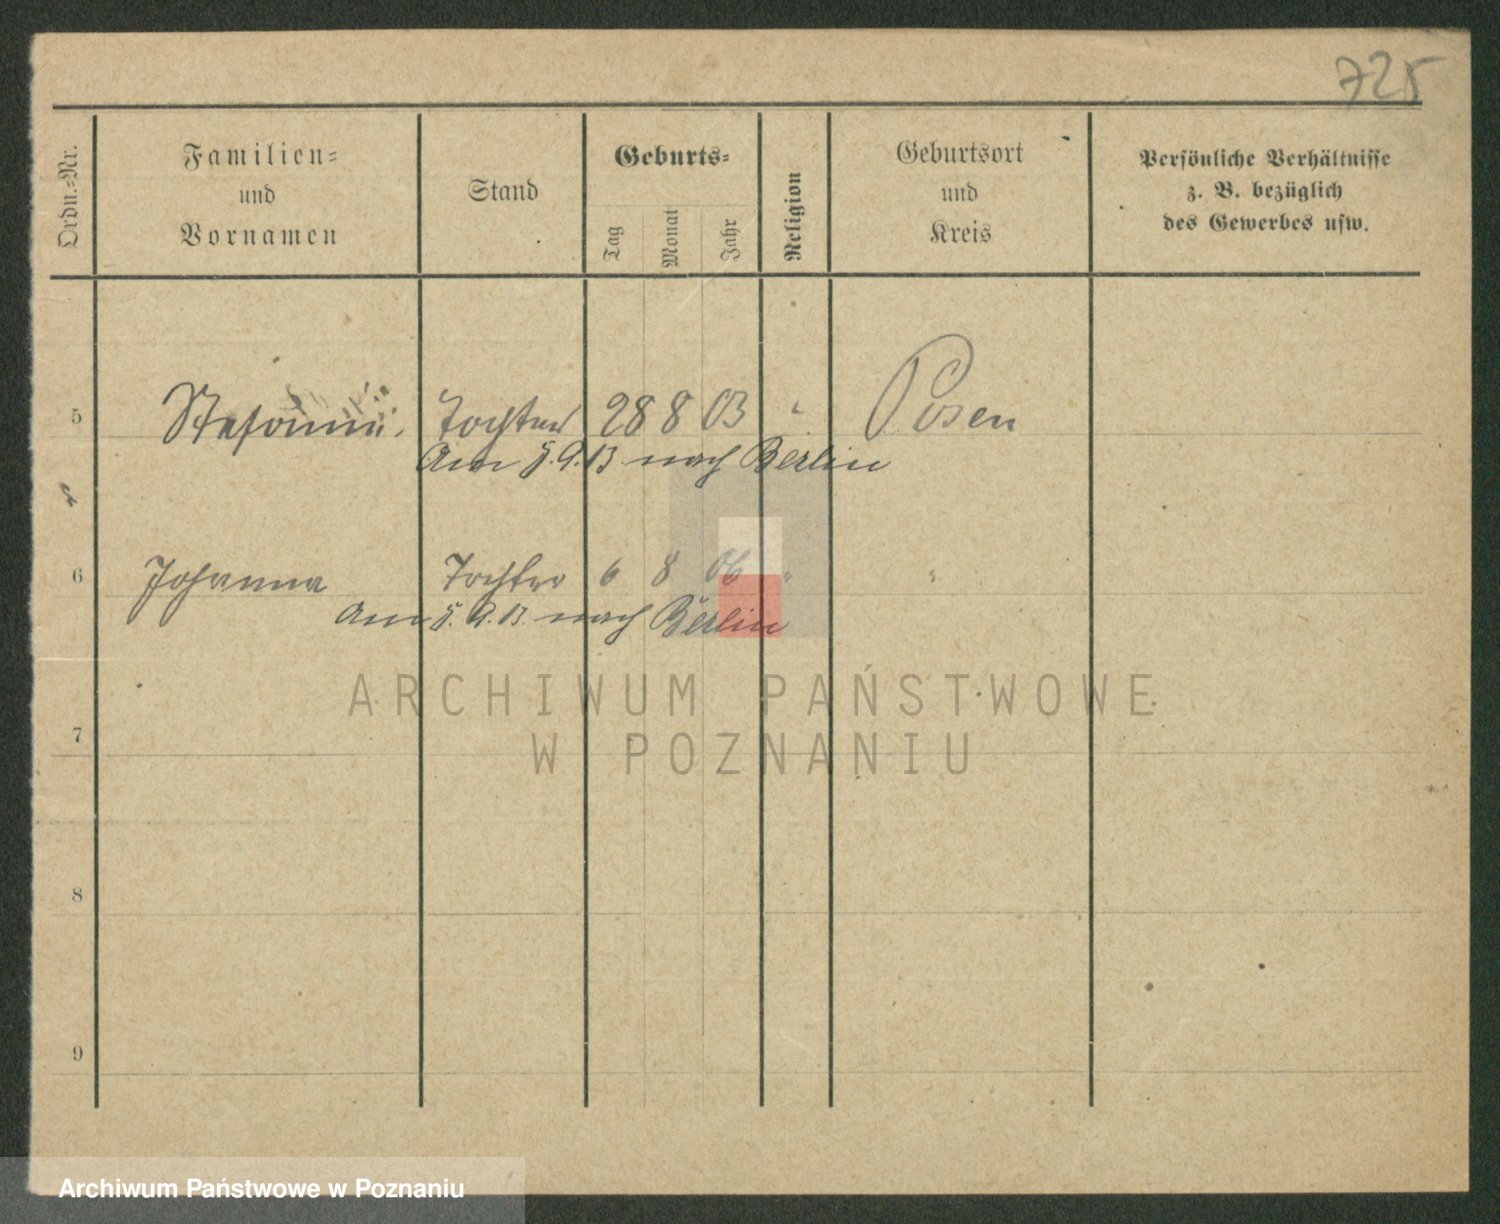 725
Ordn.-Nr.
Familien-
und
Vornamen
Stand
Geburts-
Tag
Monat
Jahr
Religion
Geburtsort
und
Kreis
Persönliche Verhältnisse
z. B. bezüglich
des Gewerbes usw.
5 Tochter 28 8 03 " Posen
Am 5.9.13 nach Berlin
6 Johanna Tochter 6 8 06 " "
Am 5.9.13. nach Berlin
ARCHIWUM PAŃSTWOWE
W POZNANIU
7
8
9
Archiwum Państwowe w Poznaniu